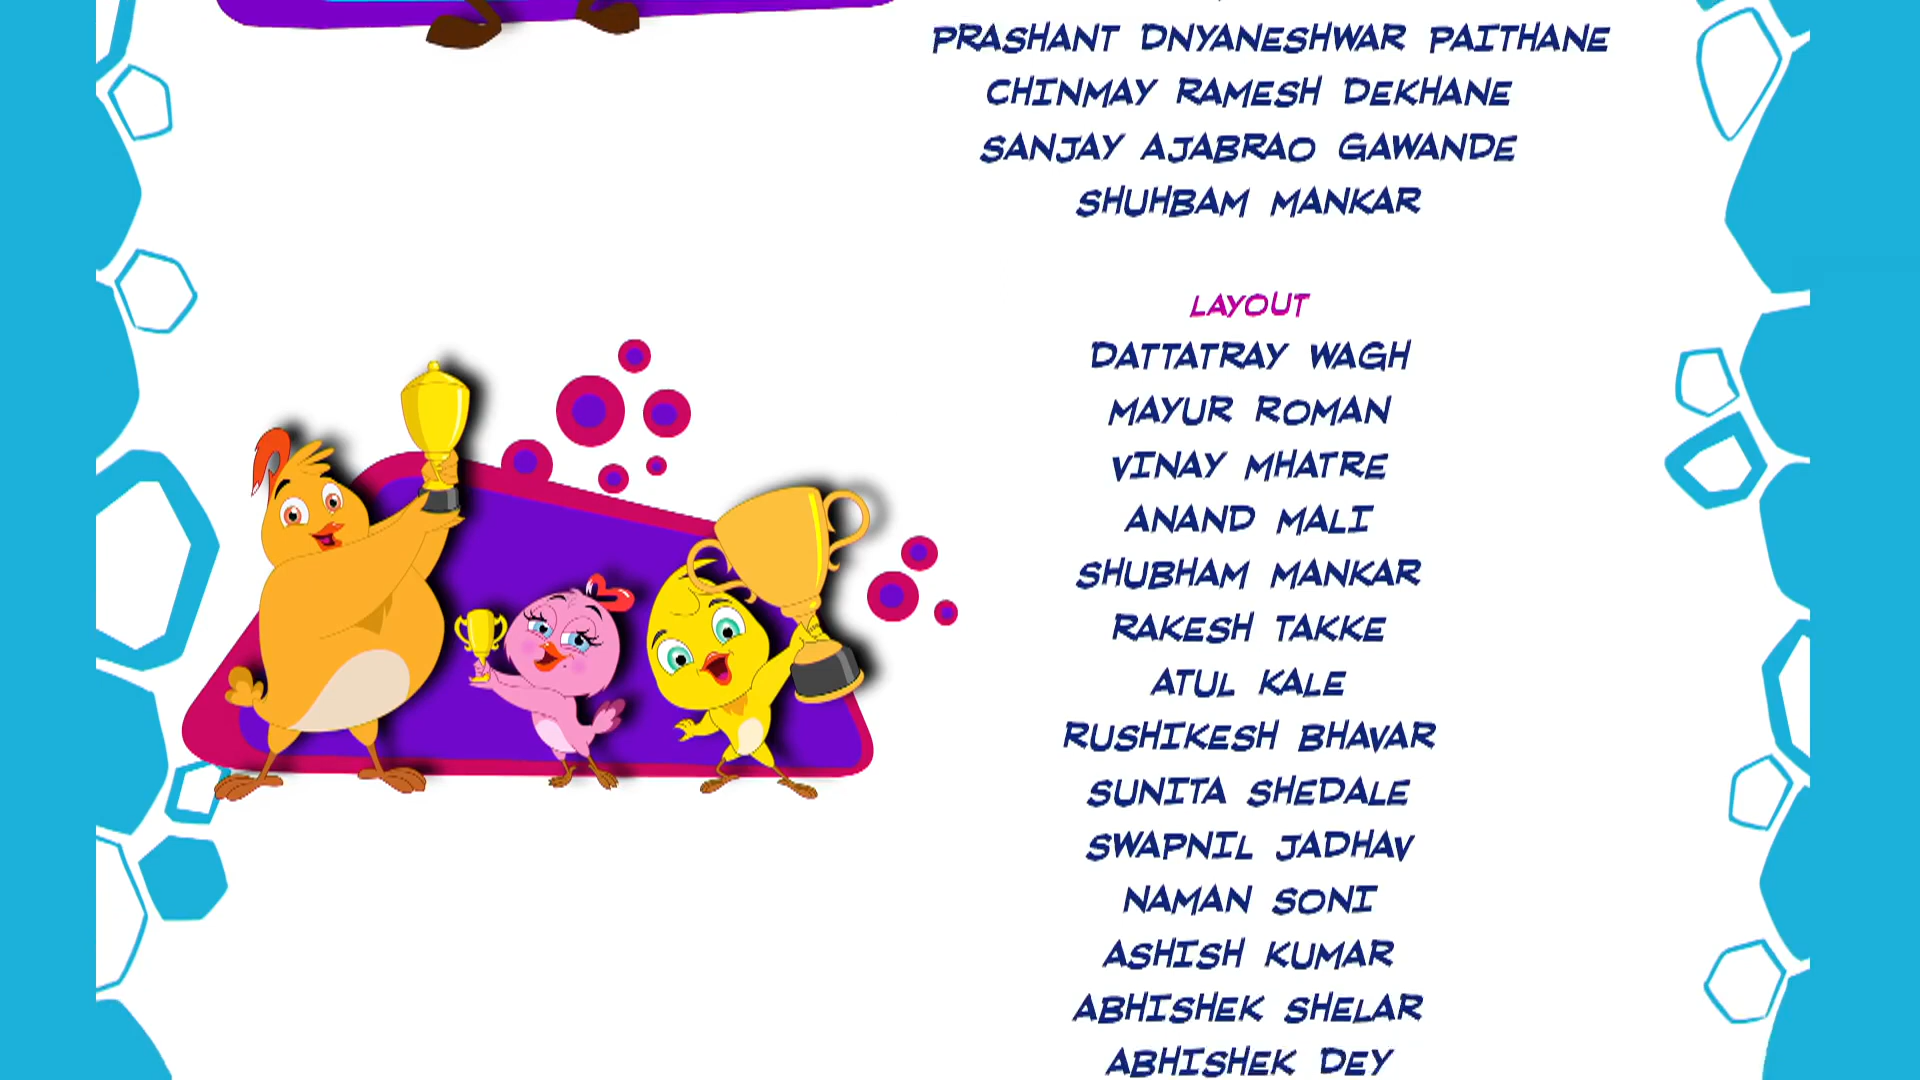 PRASHANT DNYANESHWAR PAITHANE
CHINMAY RAMESH DEKHANE
SANJAY AJABRAO GAWANDE
SHUHBAM MANKAR
LAYOUT
DATTATRAY WAGH
MAYUR ROMAN
VINAY MHATRE
ANAND MALI
SHUBHAM MANKAR
RAKESH TAKKE
ATUL KALE
RUSHIKESH BHAVAR
SUNITA SHEDALE
SWAPNIL JADHAV
NAMAN SONI
ASHISH KUMAR
ABHISHEK SHELAR
ABHISHEK DEY